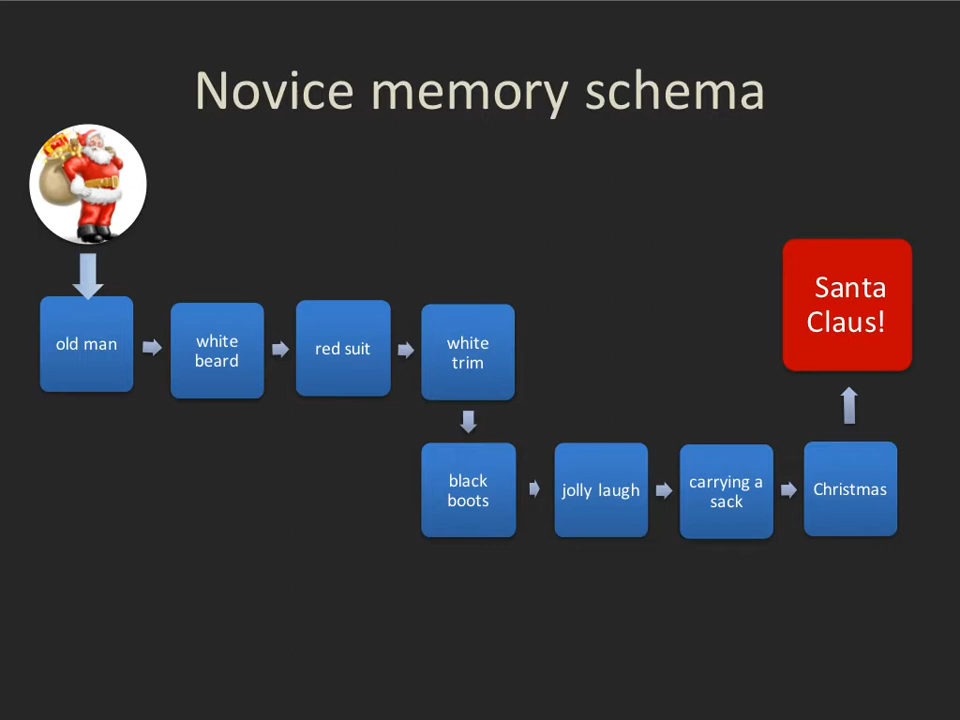 Novice memory schema
Santa
Claus!
old man
white
beard
red suit
white
trim
black
boots
jolly laugh
carrying a
sack
Christmas